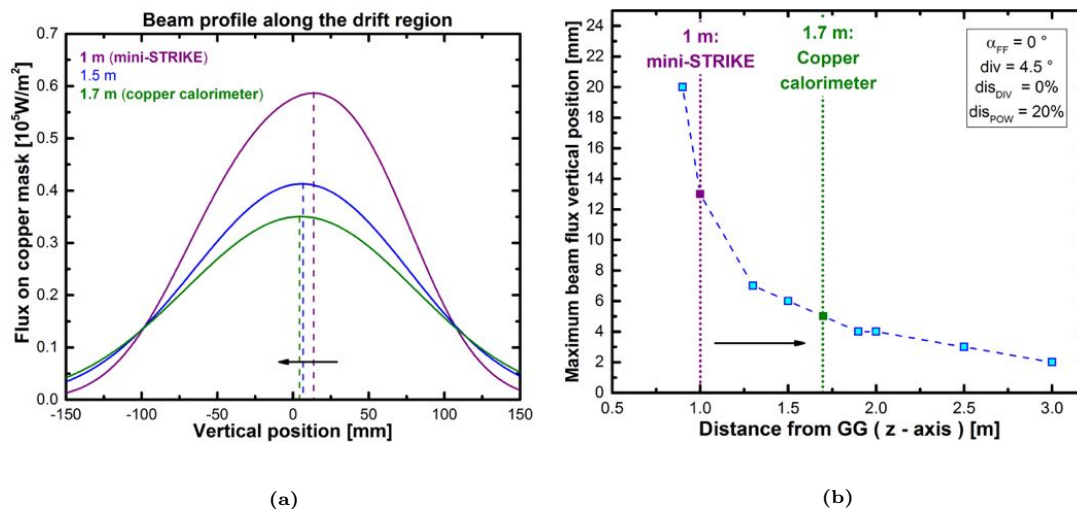 Beam profile along the drift region
Flux on copper mask [10⁵W/m²]
0.7
0.6
0.5
0.4
0.3
0.2
0.1
0.0
1 m (mini-STRIKE)
1.5 m
1.7 m (copper calorimeter)
-150 -100 -50 0 50 100 150
Vertical position [mm]
(a)
Maximum beam flux vertical position [mm]
24
22
20
18
16
14
12
10
8
6
4
2
0
1 m:
mini-STRIKE
1.7 m:
Copper
calorimeter
α_FF = 0 °
div = 4.5 °
dis_DIV = 0%
dis_POW = 20%
0.5 1.0 1.5 2.0 2.5 3.0
Distance from GG ( z - axis ) [m]
(b)